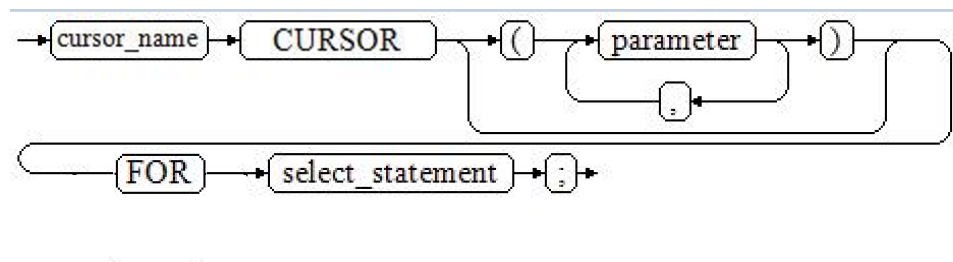 cursor_name CURSOR ( parameter )
,
FOR select_statement ;